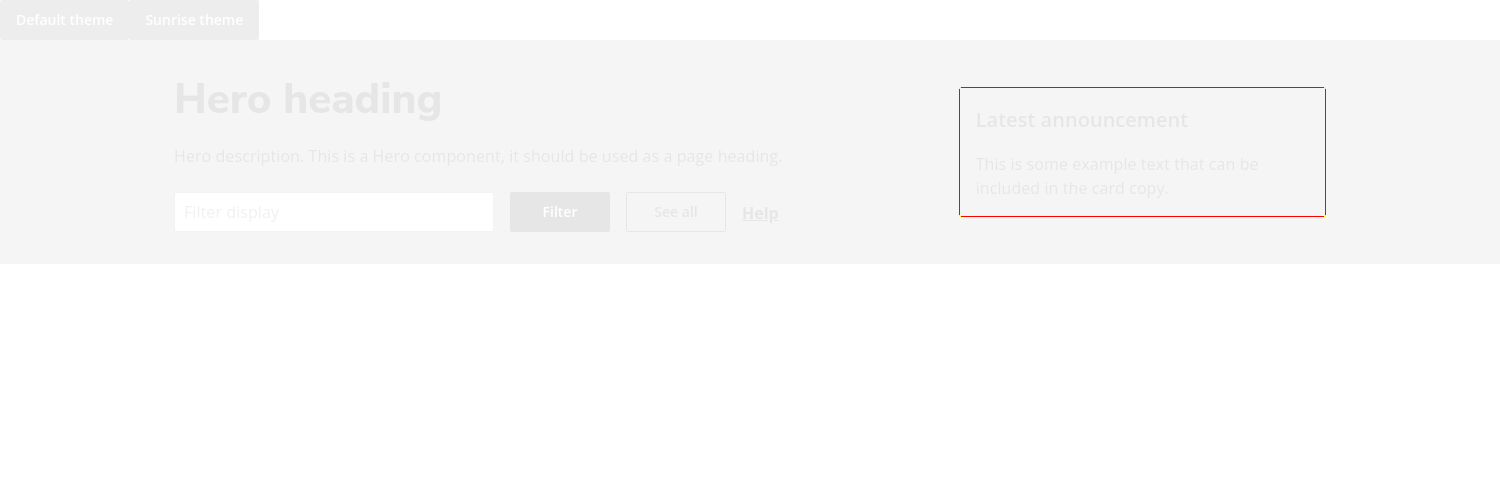 Default theme Sunrise theme
Hero heading
Hero description. This is a Hero component, it should be used as a page heading.
Filter display Filter See all Help
Latest announcement
This is some example text that can be
included in the card copy.